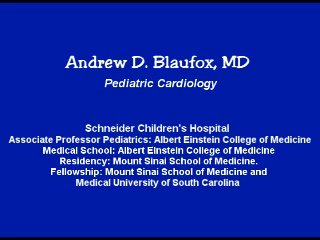 Andrew D. Blaufox, MD
Pediatric Cardiology
Schneider Children's Hospital
Associate Professor Pediatrics: Albert Einstein College of Medicine
Medical School: Albert Einstein College of Medicine
Residency: Mount Sinai School of Medicine.
Fellowship: Mount Sinai School of Medicine and
Medical University of South Carolina